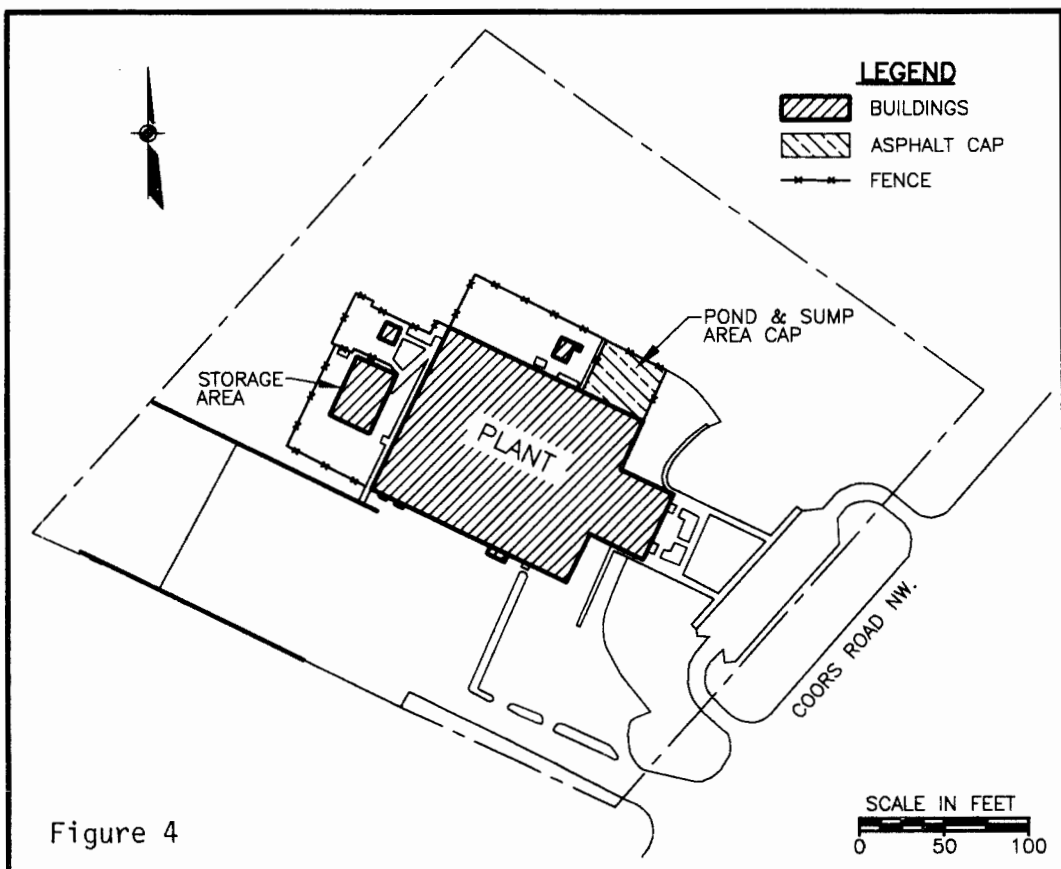 LEGEND
BUILDINGS
ASPHALT CAP
FENCE
POND & SUMP
AREA CAP
STORAGE
AREA
PLANT
COORS ROAD NW.
SCALE IN FEET
0 50 100
Figure 4